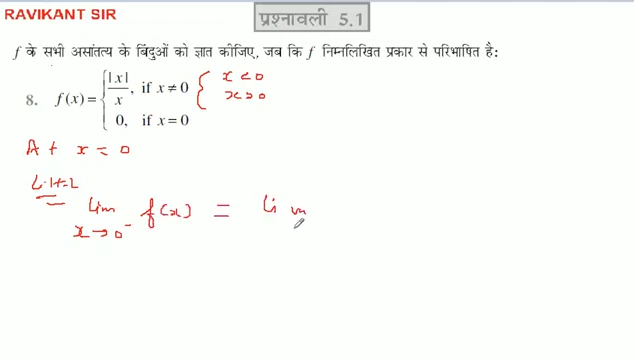 RAVIKANT SIR
प्रश्नावली 5.1
f के सभी असांतत्य के बिंदुओं को ज्ञात कीजिए, जब कि f निम्नलिखित प्रकार से परिभाषित है:
8. f(x) = { |x|/x, if x ≠ 0
0, if x = 0
{ x < 0
x > 0
At x = 0
L.H.L
lim x→0⁻ f(x) = lim